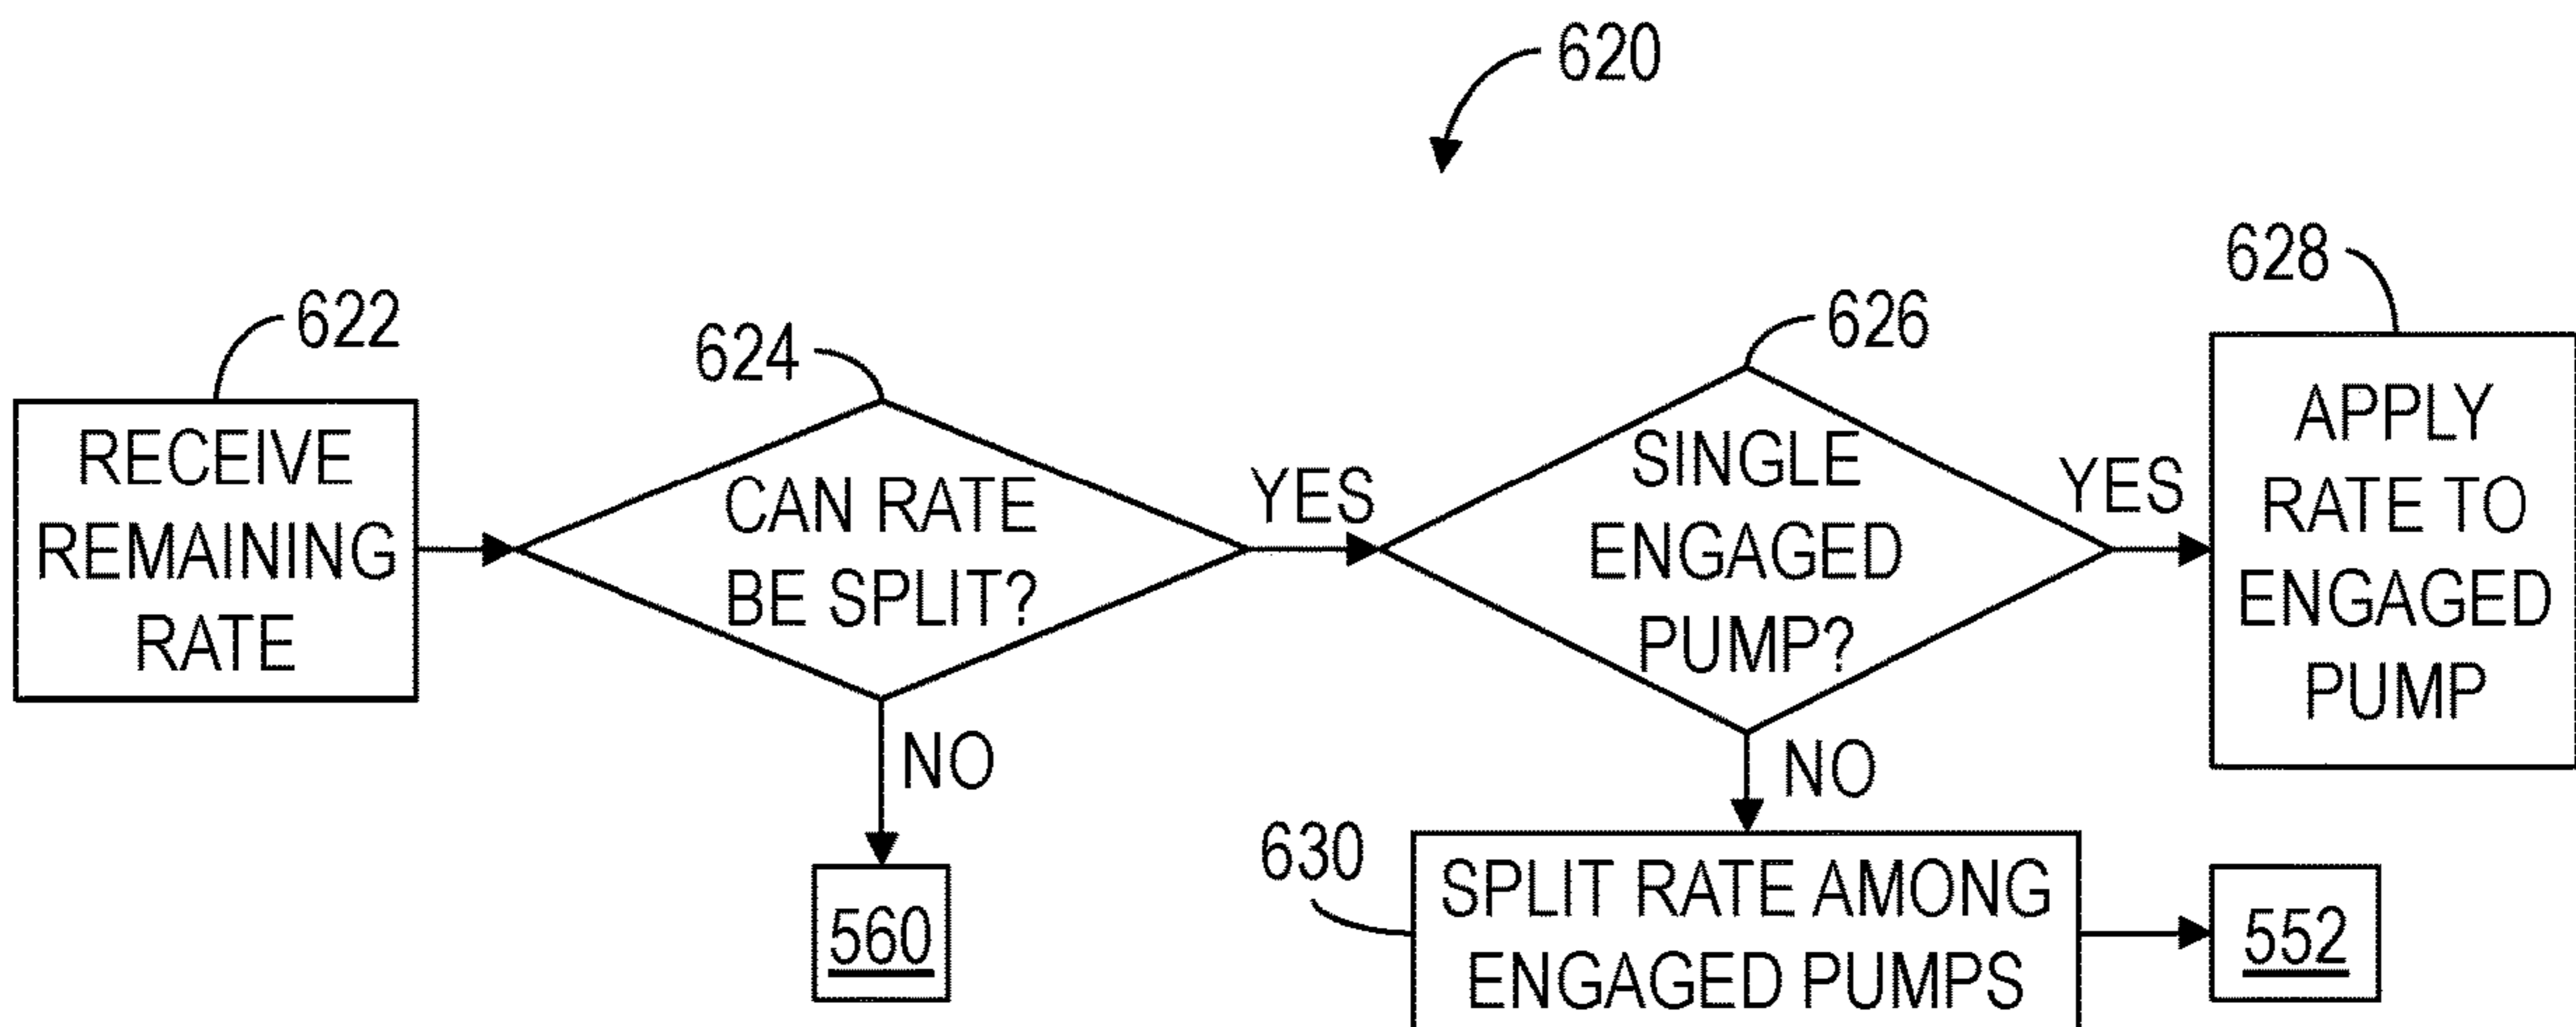 620
622
RECEIVE
REMAINING
RATE
624
CAN RATE
BE SPLIT?
YES
NO
560
626
SINGLE
ENGAGED
PUMP?
YES
NO
628
APPLY
RATE TO
ENGAGED
PUMP
630
SPLIT RATE AMONG
ENGAGED PUMPS
552